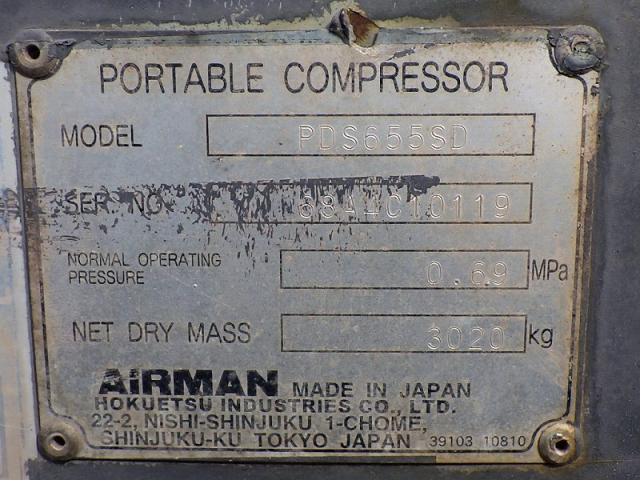 PORTABLE COMPRESSOR
MODEL PDS655SD
SER. NO. 68A4C10119
NORMAL OPERATING PRESSURE 0.69 MPa
NET DRY MASS 3020 kg
AIRMAN MADE IN JAPAN
HOKUETSU INDUSTRIES CO., LTD.
22-2, NISHI-SHINJUKU 1-CHOME,
SHINJUKU-KU TOKYO JAPAN 39103 10810